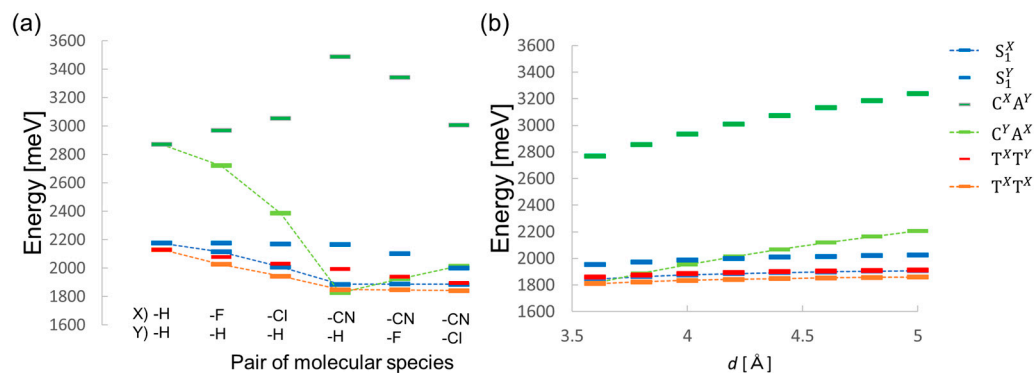 (a)
Energy [meV]
3600
3400
3200
3000
2800
2600
2400
2200
2000
1800
1600
X) -H -F -Cl -CN -CN -CN
Y) -H -H -H -H -F -Cl
Pair of molecular species
(b)
Energy [meV]
3600
3400
3200
3000
2800
2600
2400
2200
2000
1800
1600
3.5 4 4.5 5
d [Å]
S₁ˣ
S₁ʸ
CˣAʸ
CʸAˣ
TˣTʸ
TˣTˣ